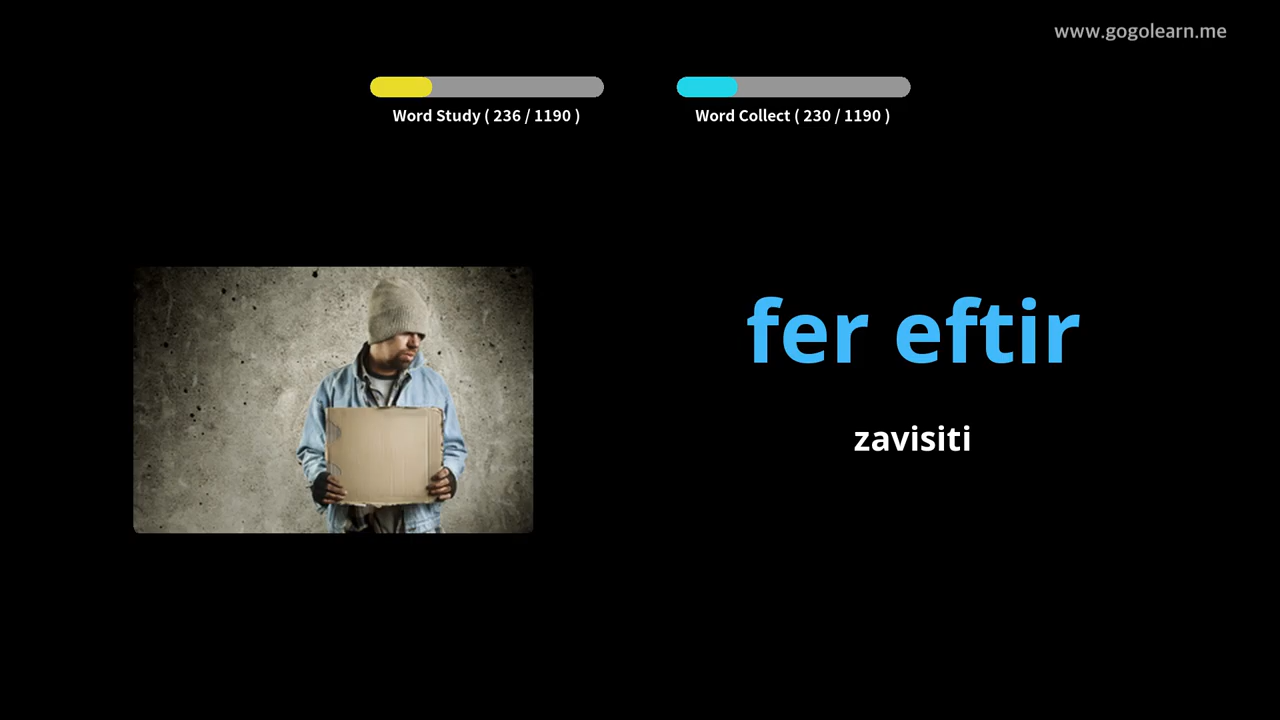 www.gogolearn.me
Word Study ( 236 / 1190 )
Word Collect ( 230 / 1190 )
fer eftir
zavisiti